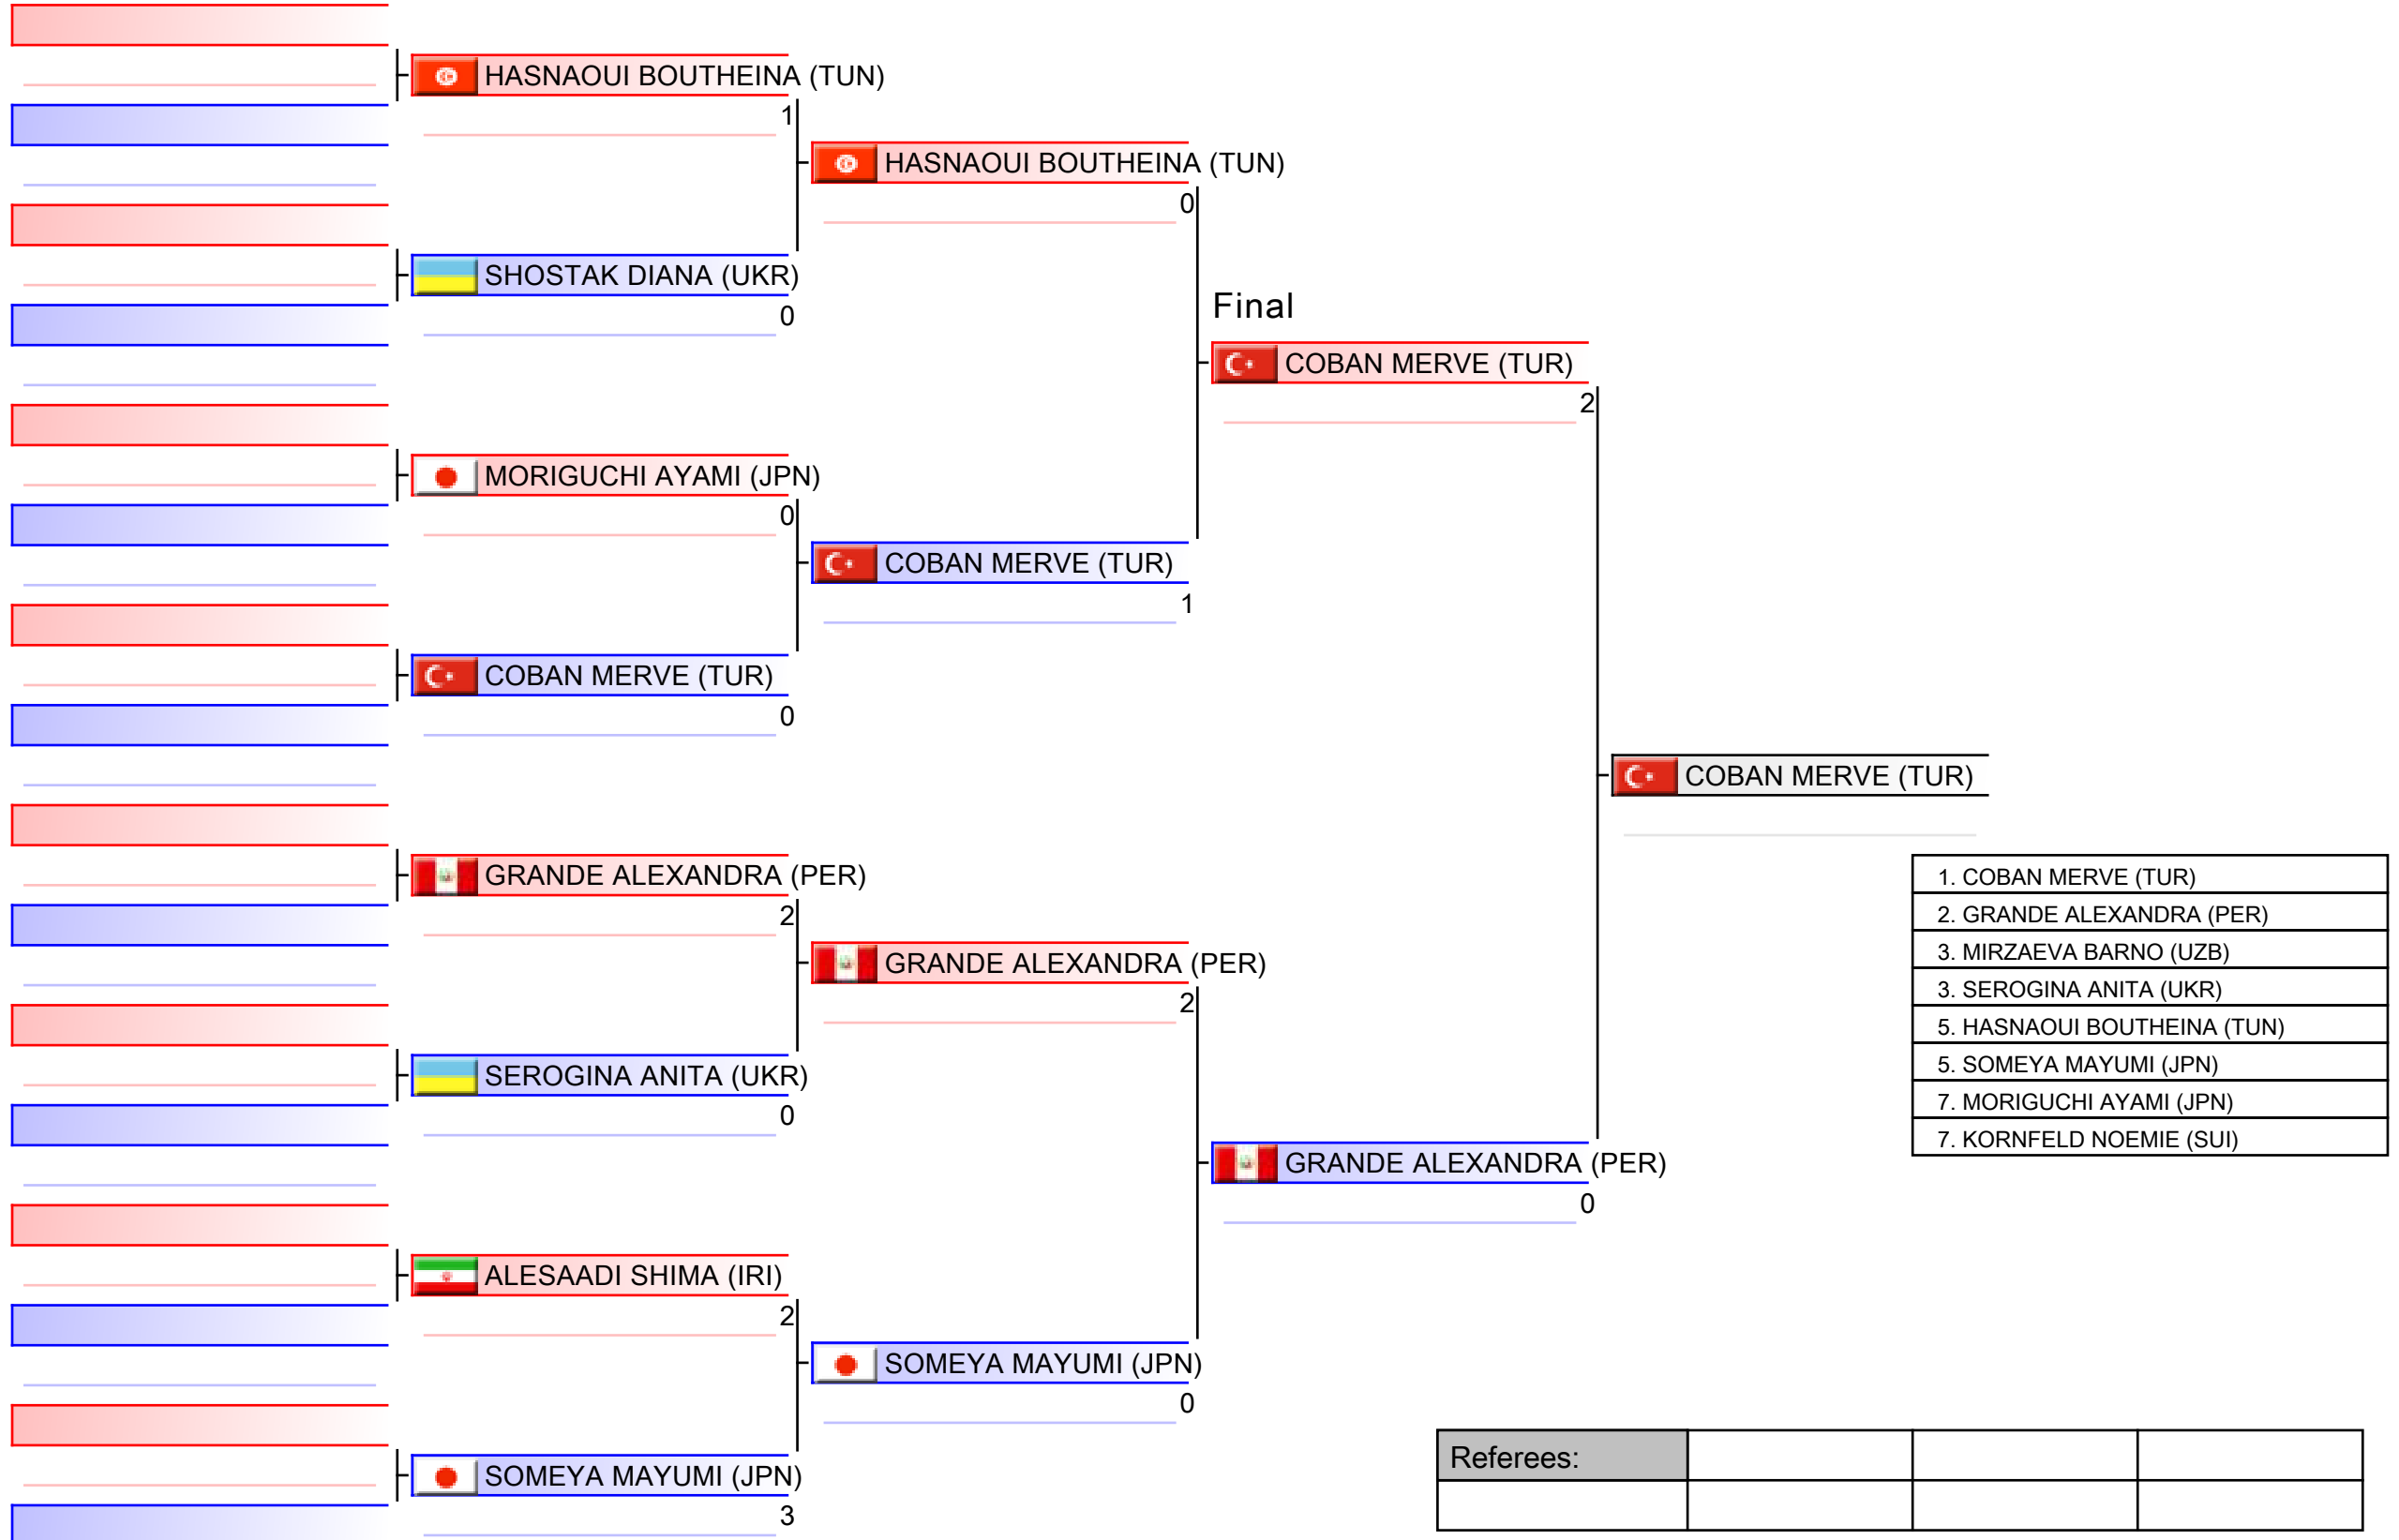 HASNAOUI BOUTHEINA (TUN)
1
SHOSTAK DIANA (UKR)
0
MORIGUCHI AYAMI (JPN)
0
COBAN MERVE (TUR)
0
GRANDE ALEXANDRA (PER)
2
SEROGINA ANITA (UKR)
0
ALESAADI SHIMA (IRI)
2
SOMEYA MAYUMI (JPN)
3
HASNAOUI BOUTHEINA (TUN)
0
COBAN MERVE (TUR)
1
GRANDE ALEXANDRA (PER)
2
SOMEYA MAYUMI (JPN)
0
Final
COBAN MERVE (TUR)
2
GRANDE ALEXANDRA (PER)
0
COBAN MERVE (TUR)
1. COBAN MERVE (TUR)
2. GRANDE ALEXANDRA (PER)
3. MIRZAEVA BARNO (UZB)
3. SEROGINA ANITA (UKR)
5. HASNAOUI BOUTHEINA (TUN)
5. SOMEYA MAYUMI (JPN)
7. MORIGUCHI AYAMI (JPN)
7. KORNFELD NOEMIE (SUI)
Referees: